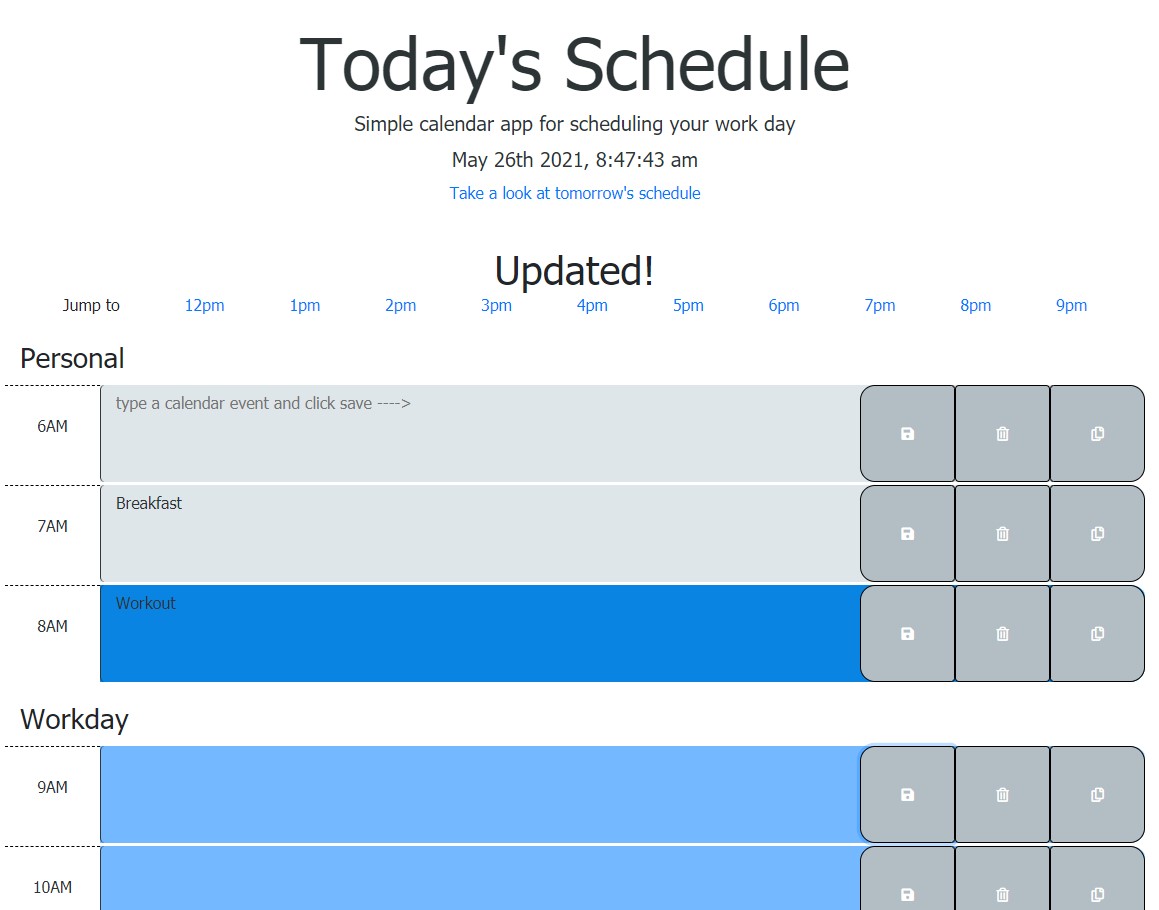 Today's Schedule
Simple calendar app for scheduling your work day
May 26th 2021, 8:47:43 am
Take a look at tomorrow's schedule
Updated!
Jump to 12pm 1pm 2pm 3pm 4pm 5pm 6pm 7pm 8pm 9pm
Personal
6AM type a calendar event and click save ---->
7AM Breakfast
8AM Workout
Workday
9AM
10AM